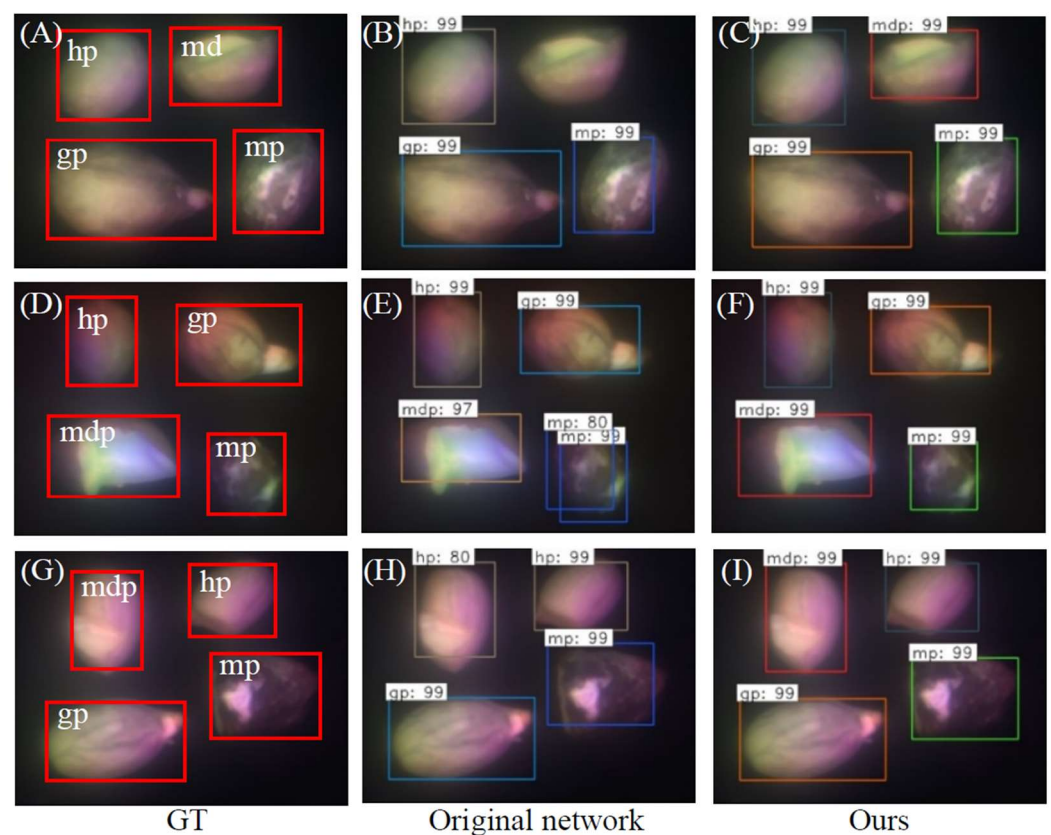 (A)
hp
md
gp
mp
(B)
hp: 99
gp: 99
mp: 99
(C)
hp: 99
mdp: 99
gp: 99
mp: 99
(D)
hp
gp
mdp
mp
(E)
hp: 99
gp: 99
mdp: 97
mp: 80
mp: 99
(F)
hp: 99
gp: 99
mdp: 99
mp: 99
(G)
mdp
hp
mp
gp
(H)
hp: 80
hp: 99
mp: 99
gp: 99
(I)
mdp: 99
hp: 99
mp: 99
gp: 99
GT
Original network
Ours